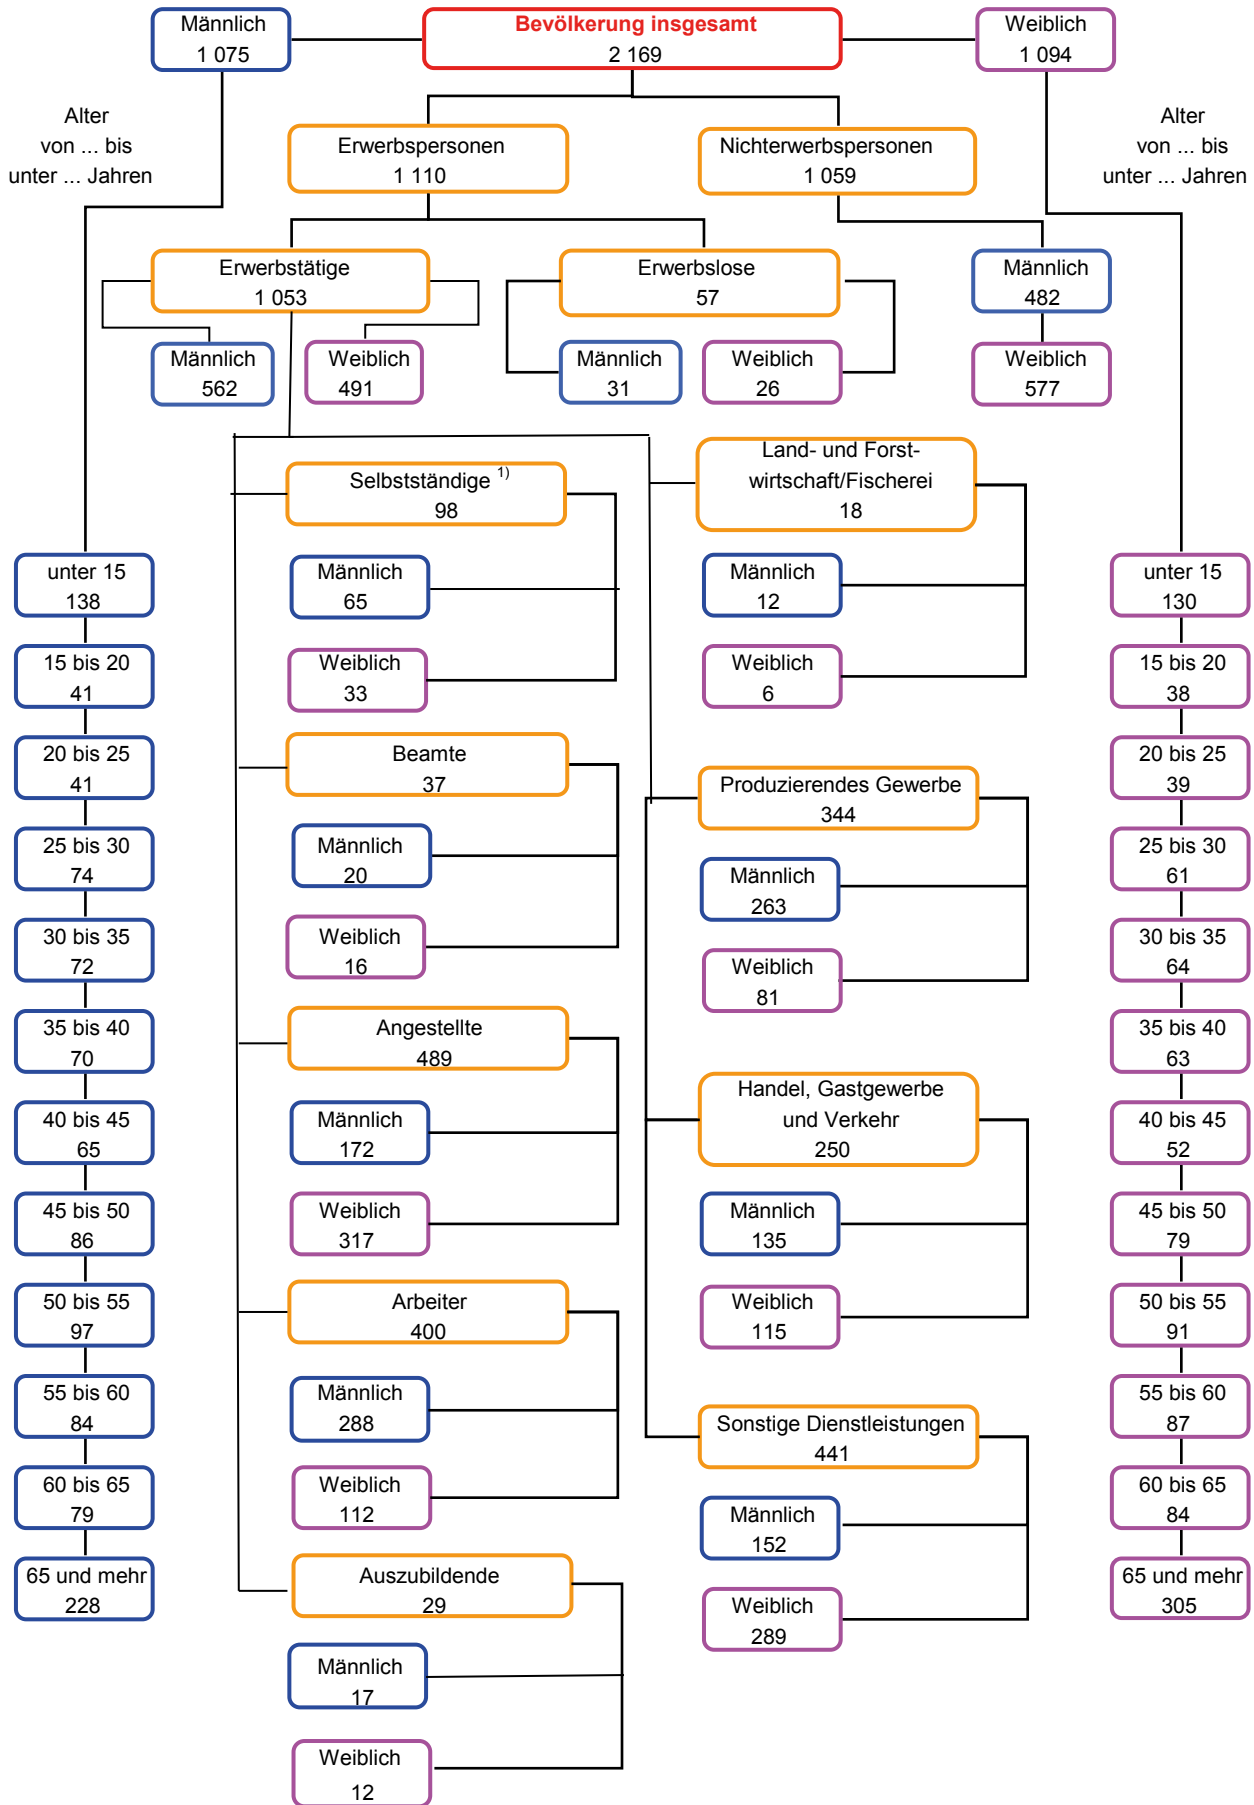 Männlich
1 075
Bevölkerung insgesamt
2 169
Weiblich
1 094
Alter
von ... bis
unter ... Jahren
Alter
von ... bis
unter ... Jahren
Erwerbspersonen
1 110
Nichterwerbspersonen
1 059
Erwerbstätige
1 053
Erwerbslose
57
Männlich
482
Männlich
562
Weiblich
491
Männlich
31
Weiblich
26
Weiblich
577
Selbstständige 1)
98
Männlich
65
Weiblich
33
Beamte
37
Männlich
20
Weiblich
16
Angestellte
489
Männlich
172
Weiblich
317
Arbeiter
400
Männlich
288
Weiblich
112
Auszubildende
29
Männlich
17
Weiblich
12
Land- und Forst-
wirtschaft/Fischerei
18
Männlich
12
Weiblich
6
Produzierendes Gewerbe
344
Männlich
263
Weiblich
81
Handel, Gastgewerbe
und Verkehr
250
Männlich
135
Weiblich
115
Sonstige Dienstleistungen
441
Männlich
152
Weiblich
289
unter 15
138
15 bis 20
41
20 bis 25
41
25 bis 30
74
30 bis 35
72
35 bis 40
70
40 bis 45
65
45 bis 50
86
50 bis 55
97
55 bis 60
84
60 bis 65
79
65 und mehr
228
unter 15
130
15 bis 20
38
20 bis 25
39
25 bis 30
61
30 bis 35
64
35 bis 40
63
40 bis 45
52
45 bis 50
79
50 bis 55
91
55 bis 60
87
60 bis 65
84
65 und mehr
305